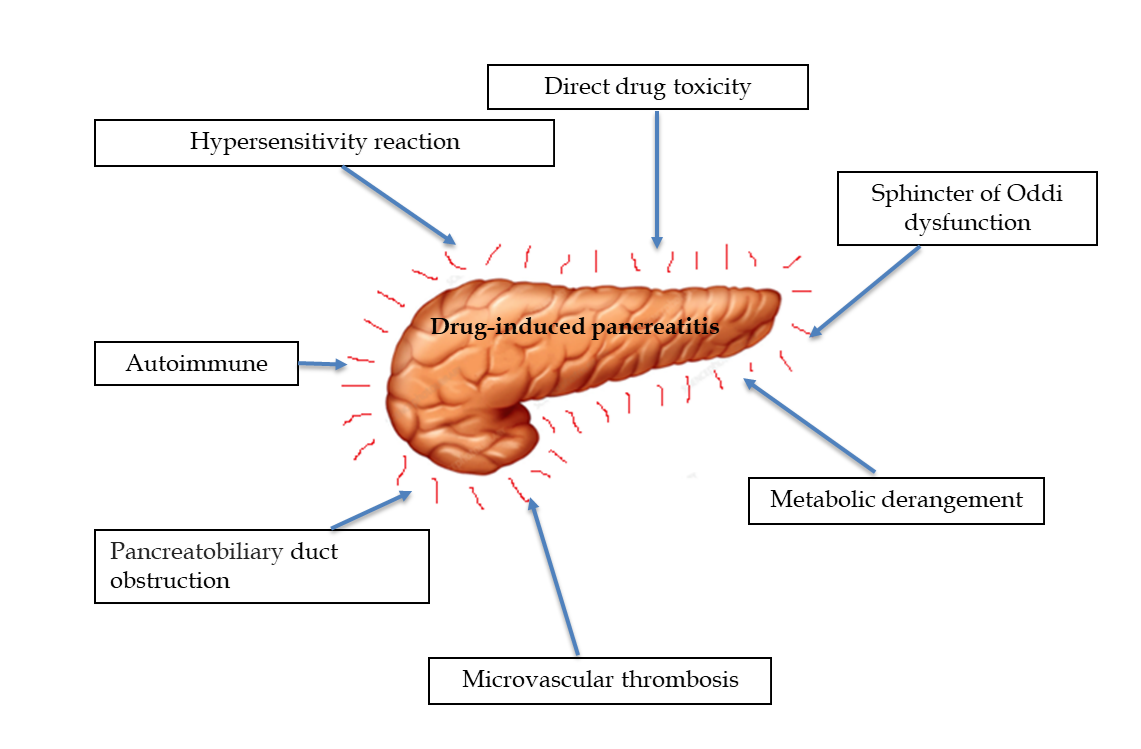 Direct drug toxicity
Hypersensitivity reaction
Sphincter of Oddi
dysfunction
Drug-induced pancreatitis
Autoimmune
Metabolic derangement
Pancreatobiliary duct
obstruction
Microvascular thrombosis